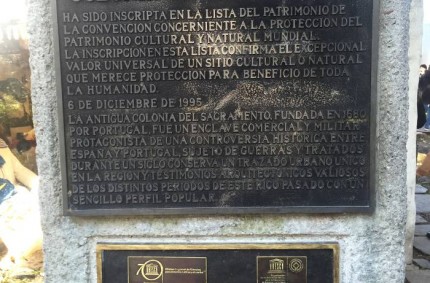 HA SIDO INSCRIPTA EN LA LISTA DEL PATRIMONIO DE
LA CONVENCION CONCERNIENTE A LA PROTECCION DEL
PATRIMONIO CULTURAL Y NATURAL MUNDIAL.
LA INSCRIPCION EN ESTA LISTA CONFIRMA EL EXCEPCIONAL
VALOR UNIVERSAL DE UN SITIO CULTURAL O NATURAL
QUE MERECE PROTECCION PARA BENEFICIO DE TODA
LA HUMANIDAD.
6 DE DICIEMBRE DE 1995
LA ANTIGUA COLONIA DEL SACRAMENTO, FUNDADA EN 1680
POR PORTUGAL, FUE UN ENCLAVE COMERCIAL Y MILITAR
PROTAGONISTA DE UNA CONTROVERSIA HISTORICA ENTRE
ESPAÑA Y PORTUGAL. SUJETO DE GUERRAS Y TRATADOS
DURANTE UN SIGLO CONSERVA UN TRAZADO URBANO UNICO
EN LA REGION Y TESTIMONIOS ARQUITECTONICOS VALIOSOS
DE LOS DISTINTOS PERIODOS DE ESTE RICO PASADO CON UN
SENCILLO PERFIL POPULAR.
70